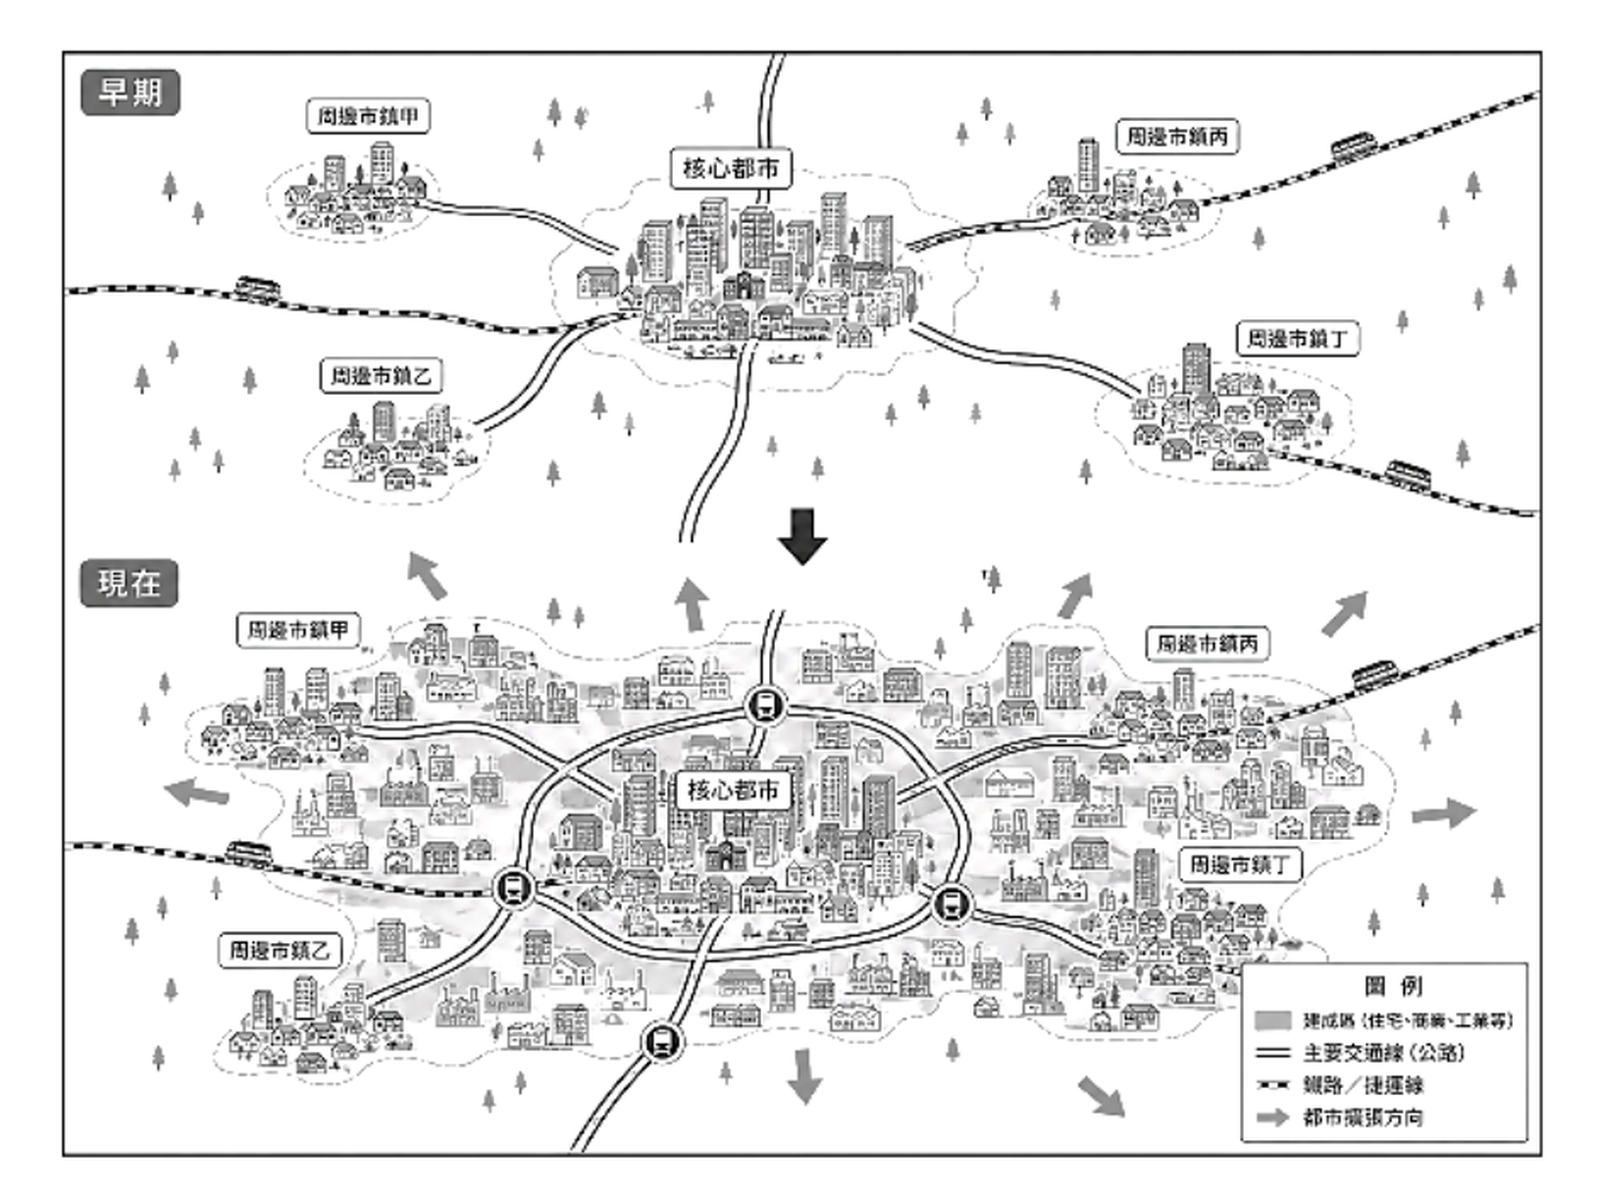 早期
周邊市鎮甲
核心都市
周邊市鎮丙
周邊市鎮丁
周邊市鎮乙
現在
周邊市鎮甲
周邊市鎮丙
核心都市
周邊市鎮丁
周邊市鎮乙
圖例
建成區(住宅、商業、工業等)
主要交通線(公路)
鐵路／捷運線
都市擴張方向